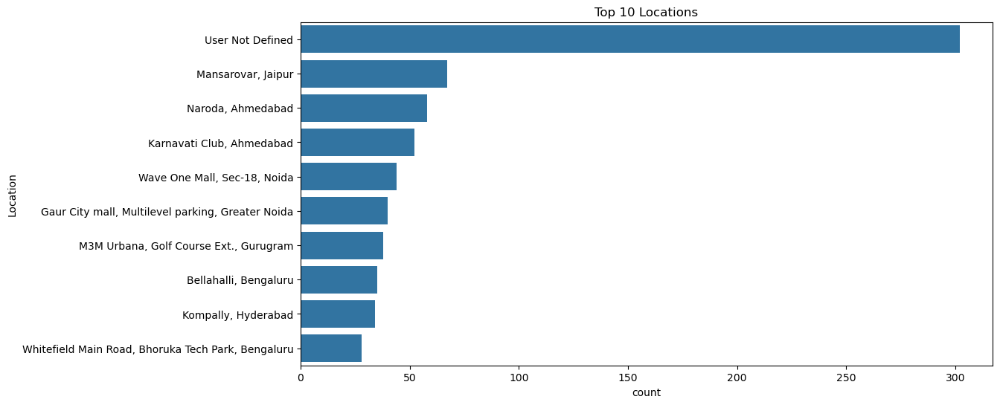 Top 10 Locations
User Not Defined
Mansarovar, Jaipur
Naroda, Ahmedabad
Karnavati Club, Ahmedabad
Wave One Mall, Sec-18, Noida
Gaur City mall, Multilevel parking, Greater Noida
M3M Urbana, Golf Course Ext., Gurugram
Bellahalli, Bengaluru
Kompally, Hyderabad
Whitefield Main Road, Bhoruka Tech Park, Bengaluru
Location
0 50 100 150 200 250 300
count